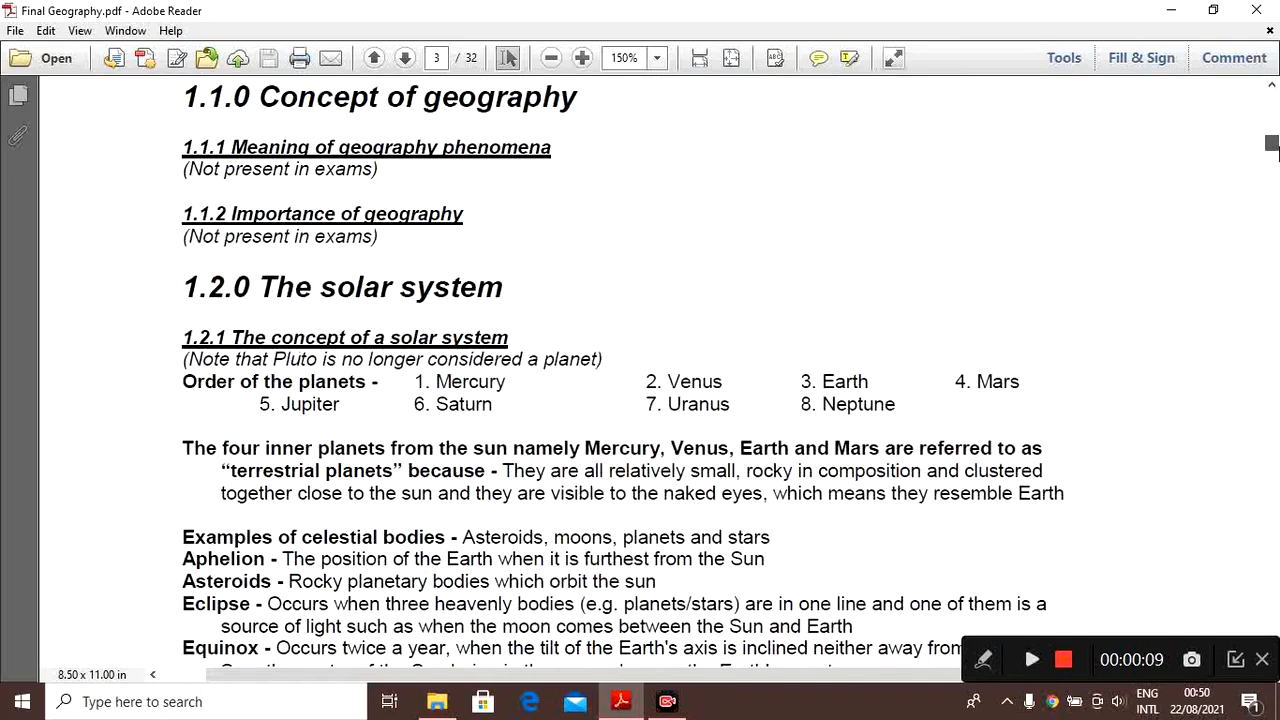 Final Geography.pdf - Adobe Reader
File Edit View Window Help
Open 3 / 32 150% Tools Fill & Sign Comment
1.1.0 Concept of geography
1.1.1 Meaning of geography phenomena
(Not present in exams)
1.1.2 Importance of geography
(Not present in exams)
1.2.0 The solar system
1.2.1 The concept of a solar system
(Note that Pluto is no longer considered a planet)
Order of the planets - 1. Mercury 2. Venus 3. Earth 4. Mars
5. Jupiter 6. Saturn 7. Uranus 8. Neptune
The four inner planets from the sun namely Mercury, Venus, Earth and Mars are referred to as
“terrestrial planets” because - They are all relatively small, rocky in composition and clustered
together close to the sun and they are visible to the naked eyes, which means they resemble Earth
Examples of celestial bodies - Asteroids, moons, planets and stars
Aphelion - The position of the Earth when it is furthest from the Sun
Asteroids - Rocky planetary bodies which orbit the sun
Eclipse - Occurs when three heavenly bodies (e.g. planets/stars) are in one line and one of them is a
source of light such as when the moon comes between the Sun and Earth
Equinox - Occurs twice a year, when the tilt of the Earth's axis is inclined neither away from
00:00:09
8.50 x 11.00 in
Type here to search
ENG
INTL
00:50
22/08/2021